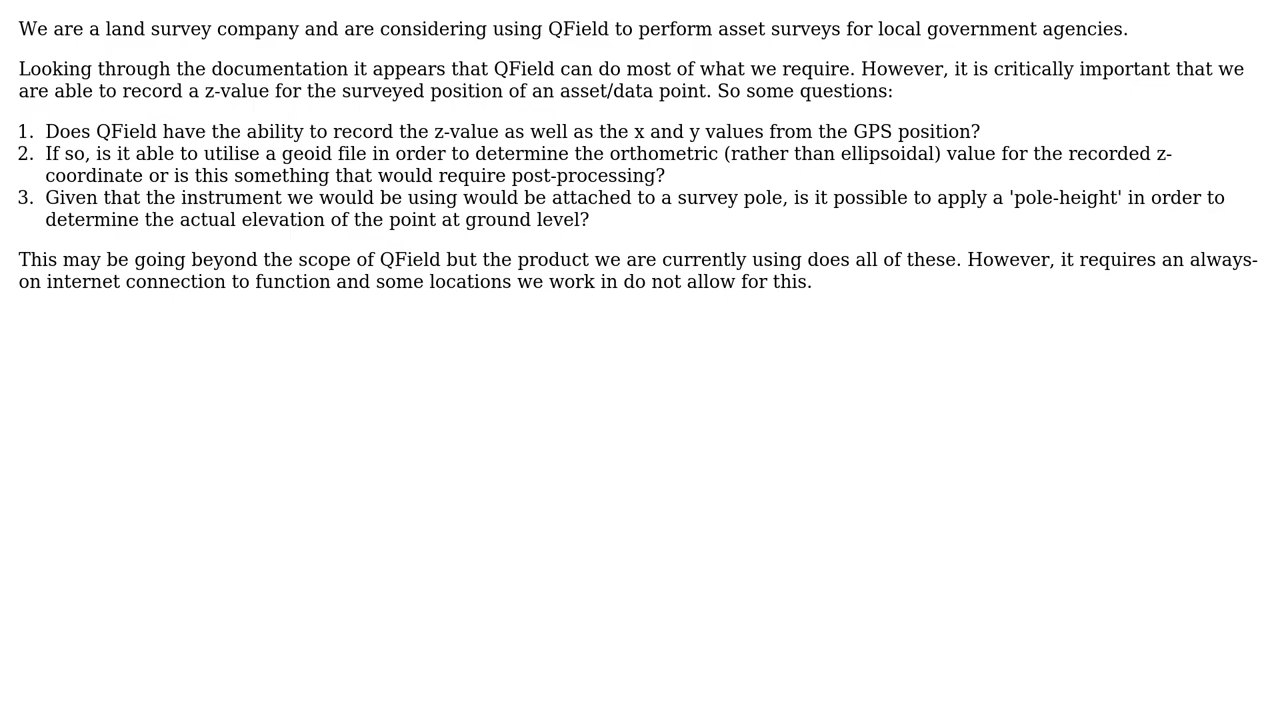 We are a land survey company and are considering using QField to perform asset surveys for local government agencies.
Looking through the documentation it appears that QField can do most of what we require. However, it is critically important that we
are able to record a z-value for the surveyed position of an asset/data point. So some questions:
1. Does QField have the ability to record the z-value as well as the x and y values from the GPS position?
2. If so, is it able to utilise a geoid file in order to determine the orthometric (rather than ellipsoidal) value for the recorded z-
coordinate or is this something that would require post-processing?
3. Given that the instrument we would be using would be attached to a survey pole, is it possible to apply a 'pole-height' in order to
determine the actual elevation of the point at ground level?
This may be going beyond the scope of QField but the product we are currently using does all of these. However, it requires an always-
on internet connection to function and some locations we work in do not allow for this.